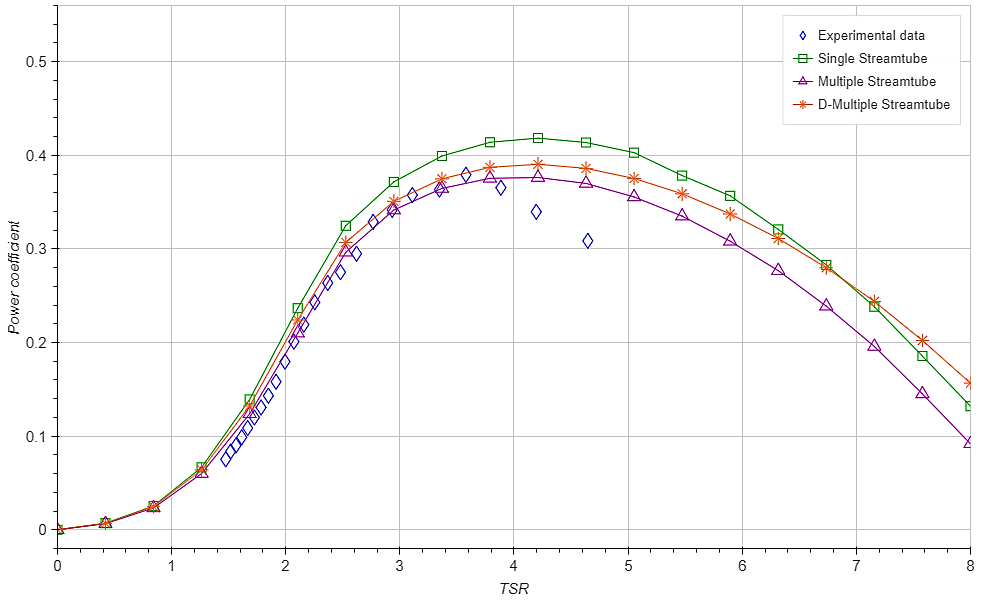 Experimental data
Single Streamtube
Multiple Streamtube
D-Multiple Streamtube
0.5
0.4
0.3
0.2
0.1
0
Power coefficient
0 1 2 3 4 5 6 7 8
TSR